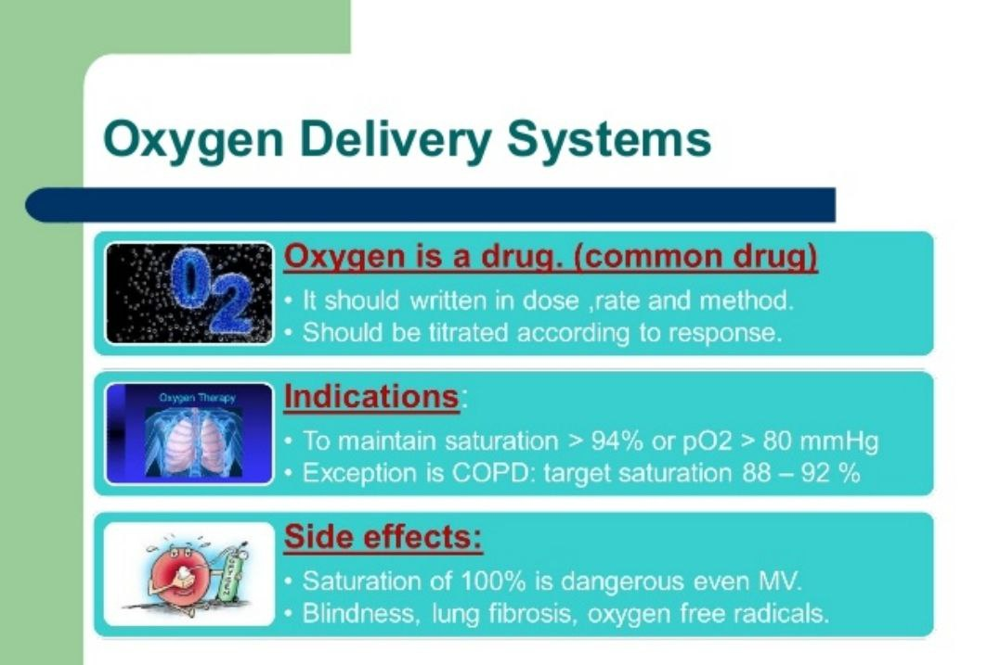 Oxygen Delivery Systems
O2
Oxygen is a drug. (common drug)
• It should written in dose ,rate and method.
• Should be titrated according to response.
Oxygen Therapy
Indications:
• To maintain saturation > 94% or pO2 > 80 mmHg
• Exception is COPD: target saturation 88 – 92 %
Side effects:
• Saturation of 100% is dangerous even MV.
• Blindness, lung fibrosis, oxygen free radicals.